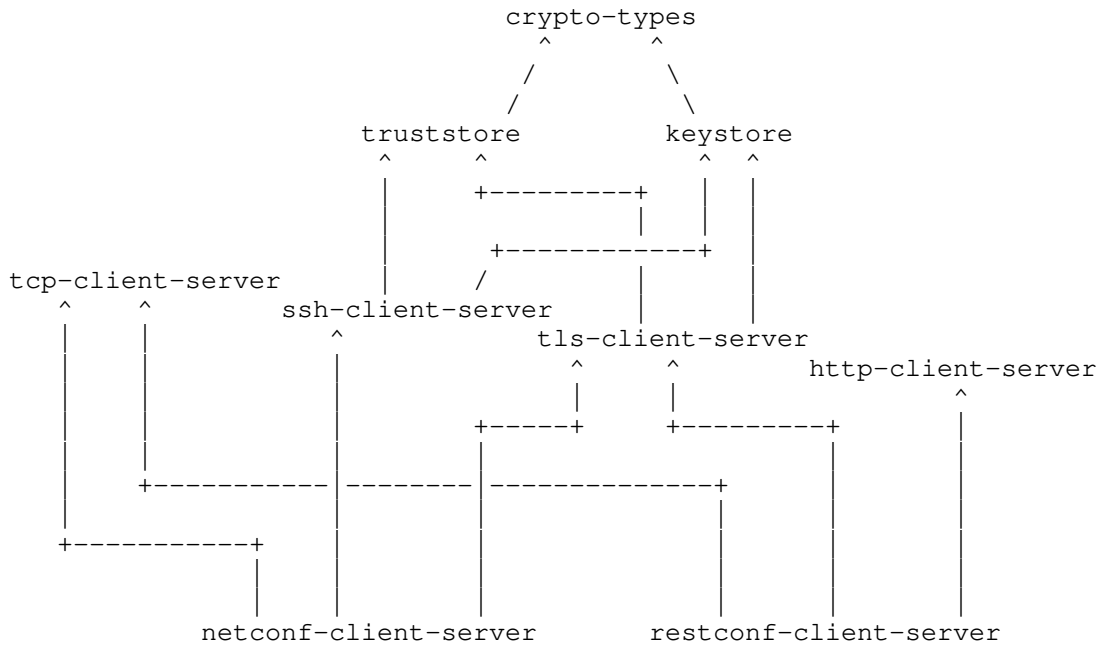 crypto-types
truststore keystore
tcp-client-server
ssh-client-server
tls-client-server
http-client-server
netconf-client-server restconf-client-server